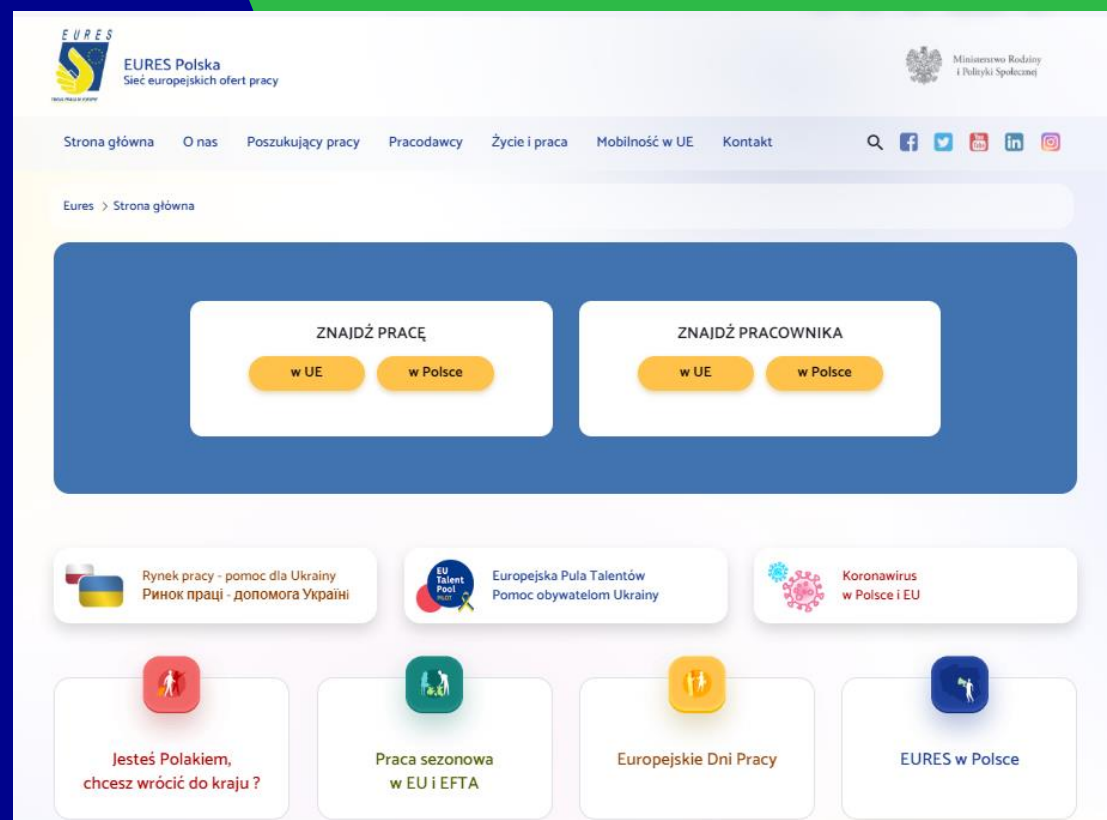 EURES
EURES Polska
Sieć europejskich ofert pracy
Ministerstwo Rodziny
i Polityki Społecznej
Strona główna O nas Poszukujący pracy Pracodawcy Życie i praca Mobilność w UE Kontakt
Eures > Strona główna
ZNAJDŹ PRACĘ
w UE w Polsce
ZNAJDŹ PRACOWNIKA
w UE w Polsce
Rynek pracy - pomoc dla Ukrainy
Ринок праці - допомога Україні
EU
Talent
Pool
PILOT
Europejska Pula Talentów
Pomoc obywatelom Ukrainy
Koronawirus
w Polsce i EU
Jesteś Polakiem,
chcesz wrócić do kraju ?
Praca sezonowa
w EU i EFTA
Europejskie Dni Pracy
EURES w Polsce